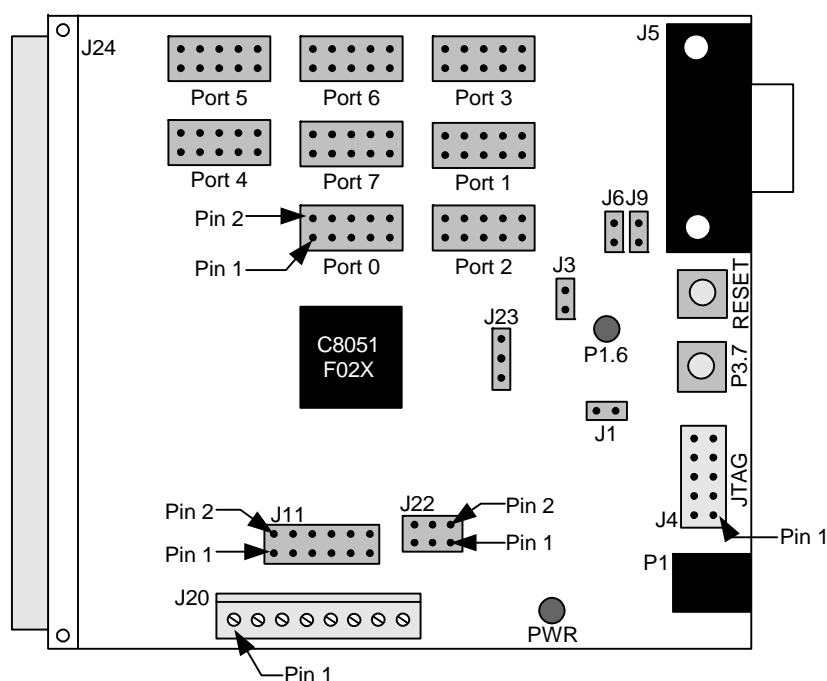 J24
J5
Port 5
Port 6
Port 3
Port 4
Port 7
Port 1
Pin 2
Pin 1
Port 0
Port 2
J6
J9
J3
RESET
J23
P1.6
P3.7
C8051
F02X
J1
JTAG
J4
Pin 1
Pin 2
J11
Pin 1
J22
Pin 2
Pin 1
P1
J20
PWR
Pin 1